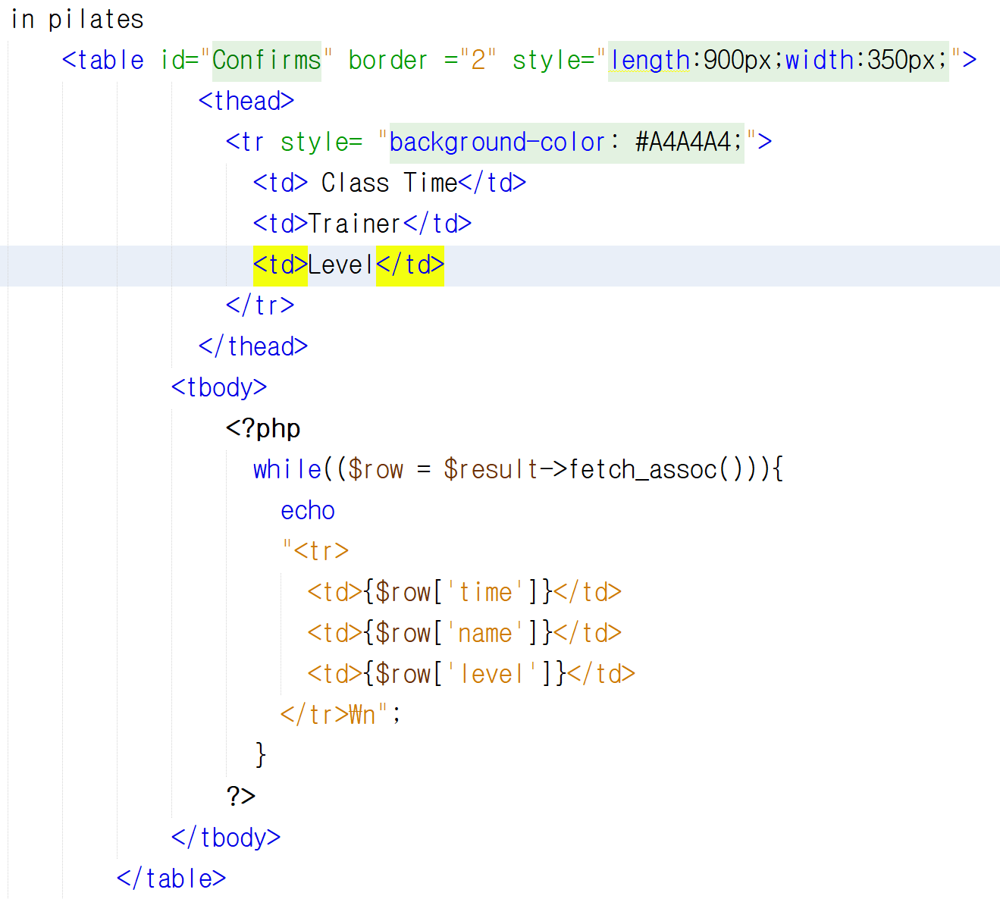 in pilates
<table id="Confirms" border ="2" style="length:900px;width:350px;">
<thead>
<tr style= "background-color: #A4A4A4;">
<td> Class Time</td>
<td>Trainer</td>
<td>Level</td>
</tr>
</thead>
<tbody>
<?php
while(($row = $result->fetch_assoc())){
echo
"<tr>
<td>{$row['time']}</td>
<td>{$row['name']}</td>
<td>{$row['level']}</td>
</tr>₩n";
}
?>
</tbody>
</table>